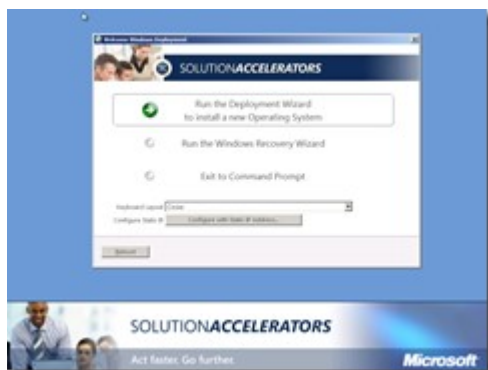 Welcome Windows Deployment
SOLUTIONACCELERATORS
Run the Deployment Wizard
to install a new Operating System
Run the Windows Recovery Wizard
Exit to Command Prompt
Keyboard Layout
Configure Static IP Configure with Static IP Address...
SOLUTIONACCELERATORS
Act faster. Go further.
Microsoft